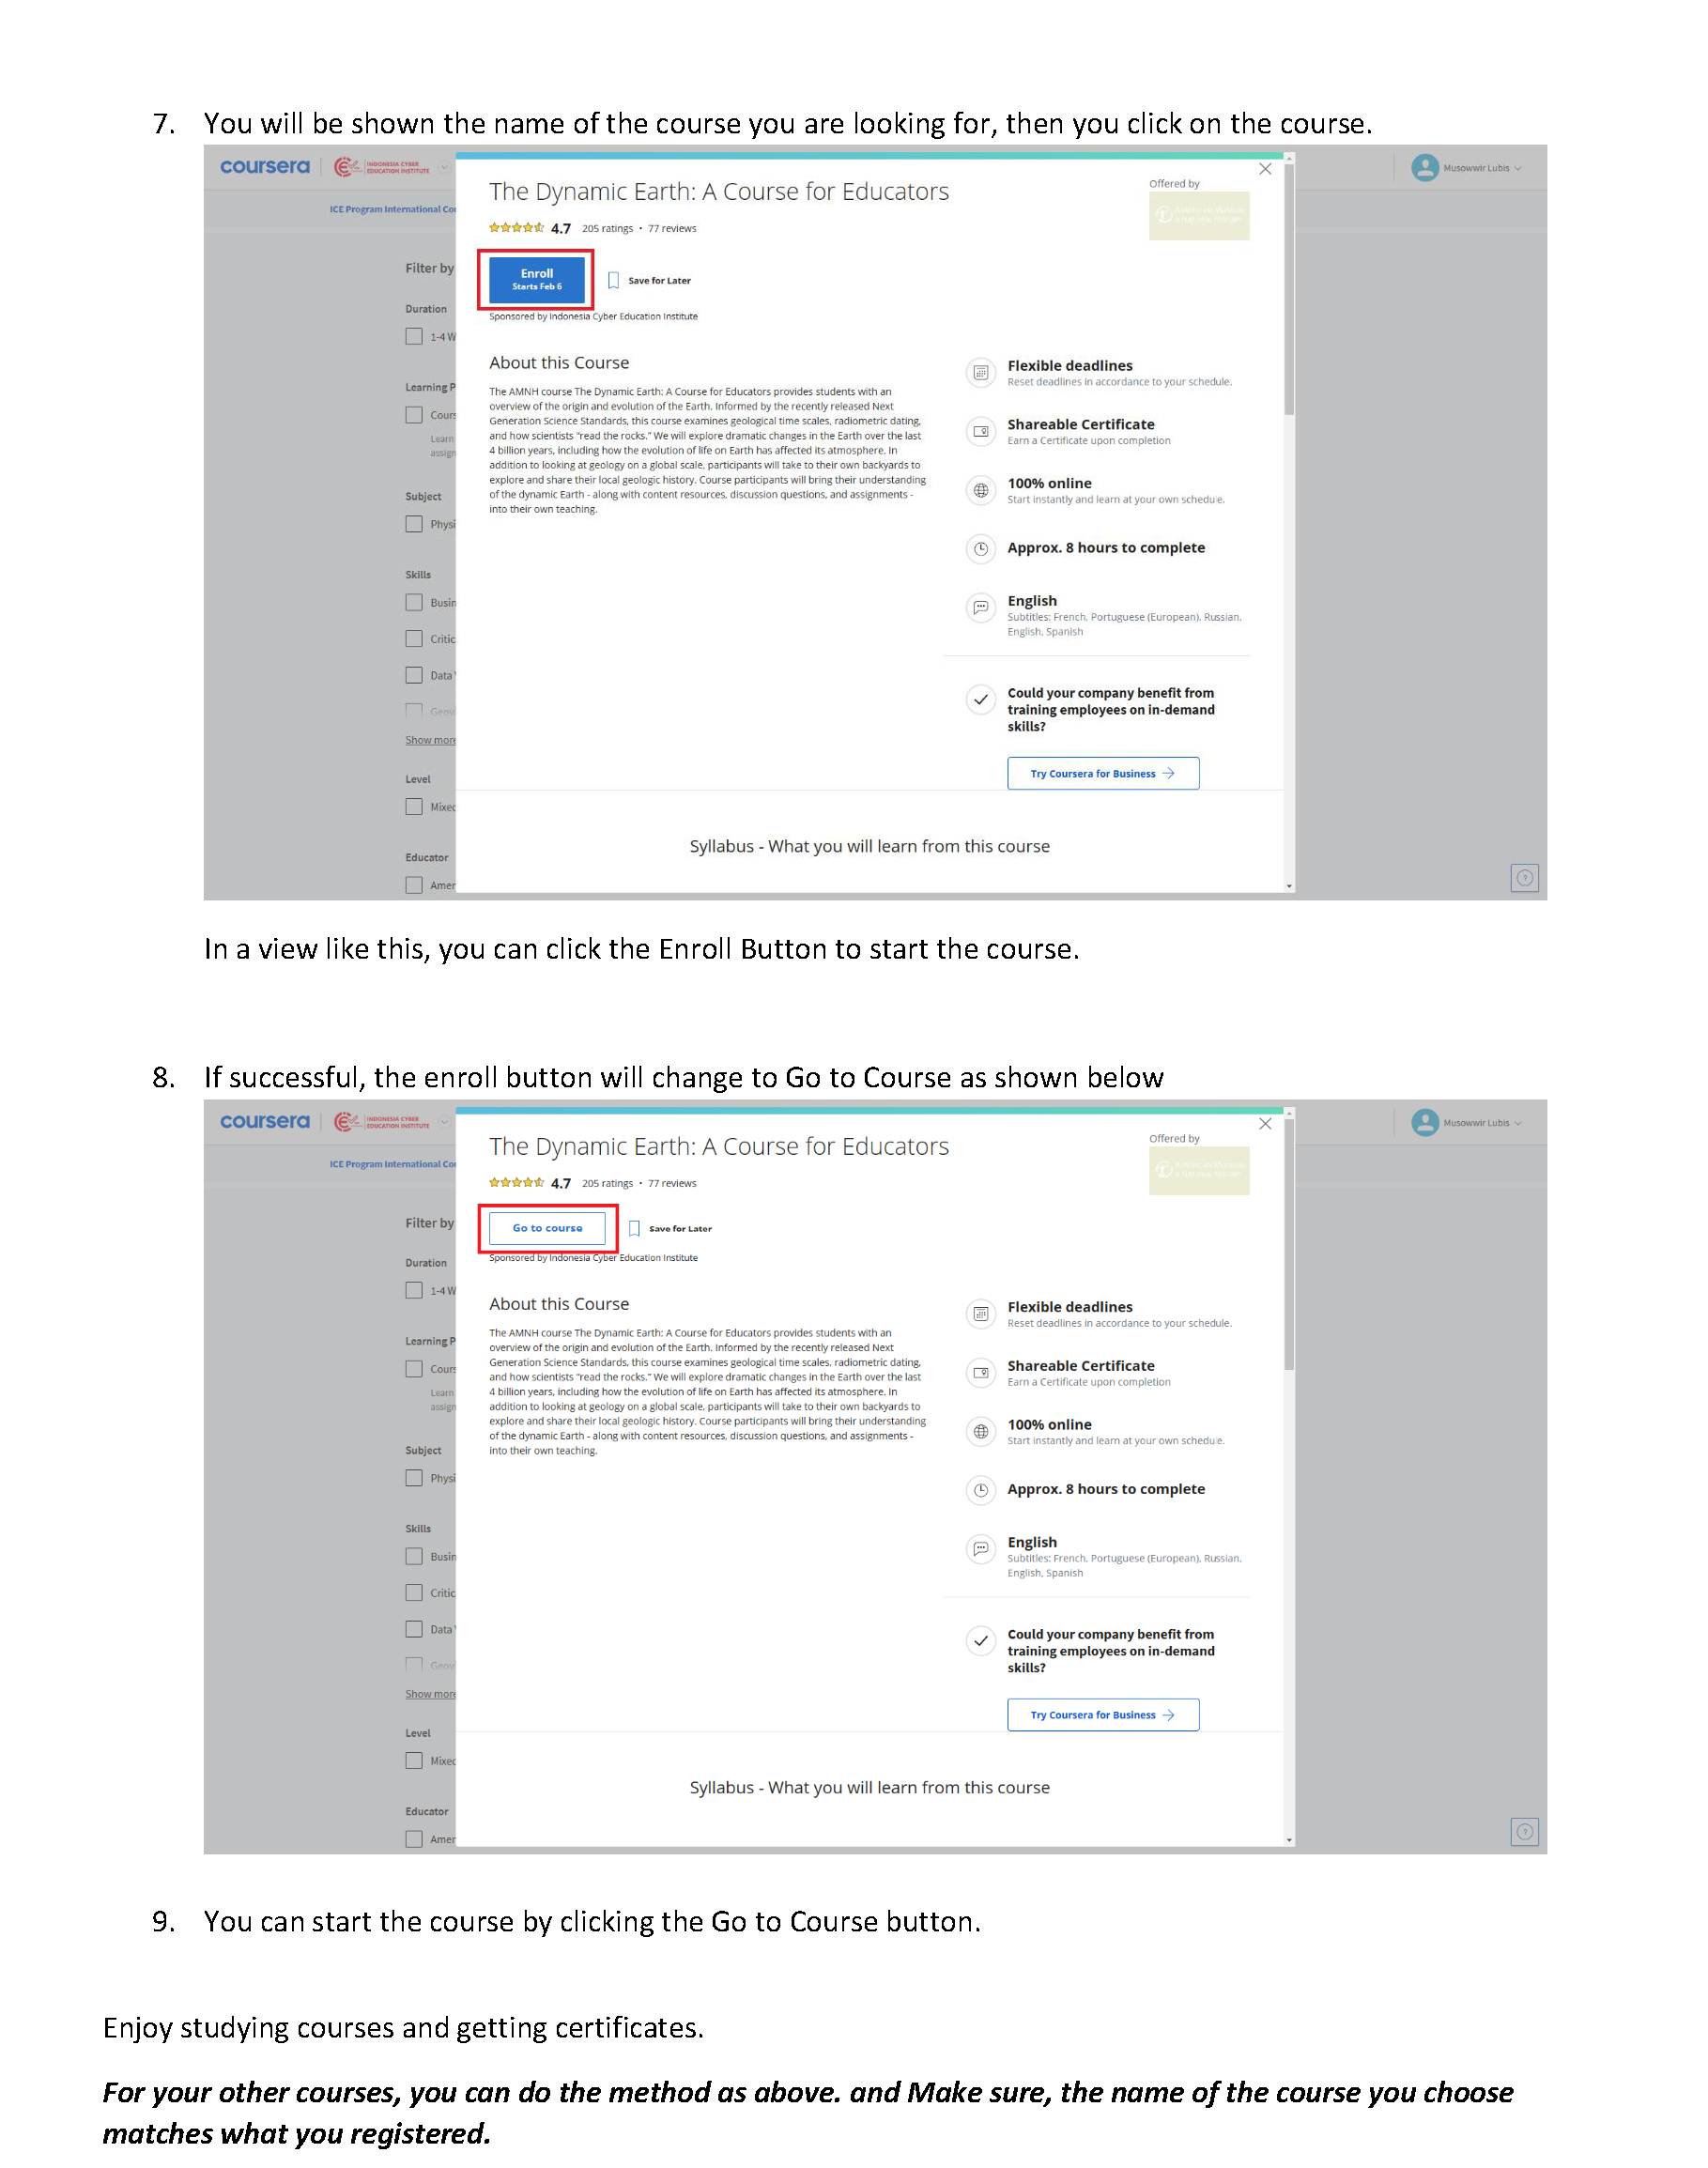 7. You will be shown the name of the course you are looking for, then you click on the course.
coursera
INDONESIA CYBER
EDUCATION INSTITUTE
Musowwir Lubis
ICE Program International Cou
The Dynamic Earth: A Course for Educators
Offered by
4.7 205 ratings • 77 reviews
Enroll
Starts Feb 6
Save for Later
Sponsored by Indonesia Cyber Education Institute
Filter by
Duration
1-4 W
Learning P
Cours
Learn
assign
Subject
Physi
Skills
Busin
Critic
Data
Geov
Show more
Level
Mixed
Educator
Amer
About this Course
The AMNH course The Dynamic Earth: A Course for Educators provides students with an
overview of the origin and evolution of the Earth. Informed by the recently released Next
Generation Science Standards, this course examines geological time scales, radiometric dating,
and how scientists "read the rocks." We will explore dramatic changes in the Earth over the last
4 billion years, including how the evolution of life on Earth has affected its atmosphere. In
addition to looking at geology on a global scale, participants will take to their own backyards to
explore and share their local geologic history. Course participants will bring their understanding
of the dynamic Earth - along with content resources, discussion questions, and assignments -
into their own teaching.
Flexible deadlines
Reset deadlines in accordance to your schedule.
Shareable Certificate
Earn a Certificate upon completion
100% online
Start instantly and learn at your own schedule.
Approx. 8 hours to complete
English
Subtitles: French, Portuguese (European), Russian,
English, Spanish
Could your company benefit from
training employees on in-demand
skills?
Try Coursera for Business
Syllabus - What you will learn from this course
In a view like this, you can click the Enroll Button to start the course.
8. If successful, the enroll button will change to Go to Course as shown below
coursera
INDONESIA CYBER
EDUCATION INSTITUTE
Musowwir Lubis
ICE Program International Cou
The Dynamic Earth: A Course for Educators
Offered by
4.7 205 ratings • 77 reviews
Go to course
Save for Later
Sponsored by Indonesia Cyber Education Institute
Filter by
Duration
1-4 W
Learning P
Cours
Learn
assign
Subject
Physi
Skills
Busin
Critic
Data
Geov
Show more
Level
Mixed
Educator
Amer
About this Course
The AMNH course The Dynamic Earth: A Course for Educators provides students with an
overview of the origin and evolution of the Earth. Informed by the recently released Next
Generation Science Standards, this course examines geological time scales, radiometric dating,
and how scientists "read the rocks." We will explore dramatic changes in the Earth over the last
4 billion years, including how the evolution of life on Earth has affected its atmosphere. In
addition to looking at geology on a global scale, participants will take to their own backyards to
explore and share their local geologic history. Course participants will bring their understanding
of the dynamic Earth - along with content resources, discussion questions, and assignments -
into their own teaching.
Flexible deadlines
Reset deadlines in accordance to your schedule.
Shareable Certificate
Earn a Certificate upon completion
100% online
Start instantly and learn at your own schedule.
Approx. 8 hours to complete
English
Subtitles: French, Portuguese (European), Russian,
English, Spanish
Could your company benefit from
training employees on in-demand
skills?
Try Coursera for Business
Syllabus - What you will learn from this course
9. You can start the course by clicking the Go to Course button.
Enjoy studying courses and getting certificates.
For your other courses, you can do the method as above. and Make sure, the name of the course you choose
matches what you registered.